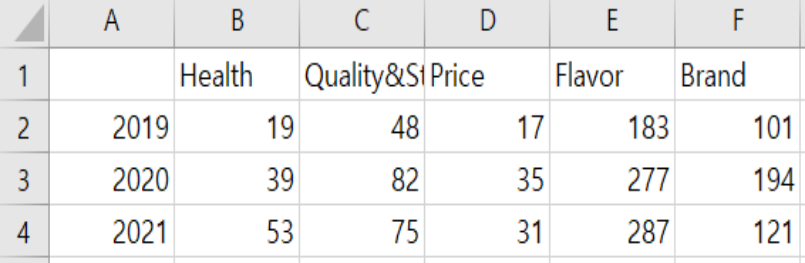 A B C D E F
1 Health Quality&St Price Flavor Brand
2 2019 19 48 17 183 101
3 2020 39 82 35 277 194
4 2021 53 75 31 287 121